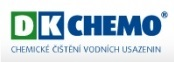 DK CHEMO®
CHEMICKÉ ČIŠTĚNÍ VODNÍCH USAZENIN